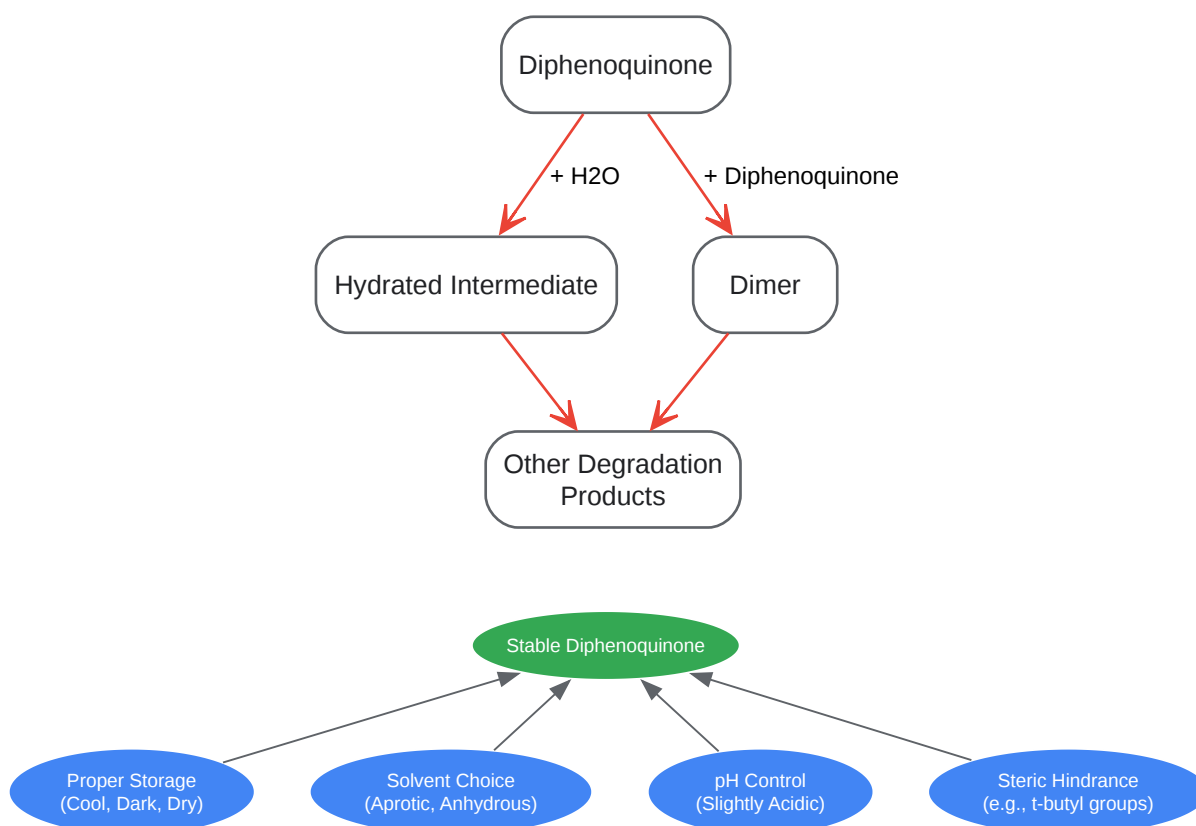 Diphenoquinone
+ H2O
+ Diphenoquinone
Hydrated Intermediate
Dimer
Other Degradation
Products
Stable Diphenoquinone
Proper Storage
(Cool, Dark, Dry)
Solvent Choice
(Aprotic, Anhydrous)
pH Control
(Slightly Acidic)
Steric Hindrance
(e.g., t-butyl groups)